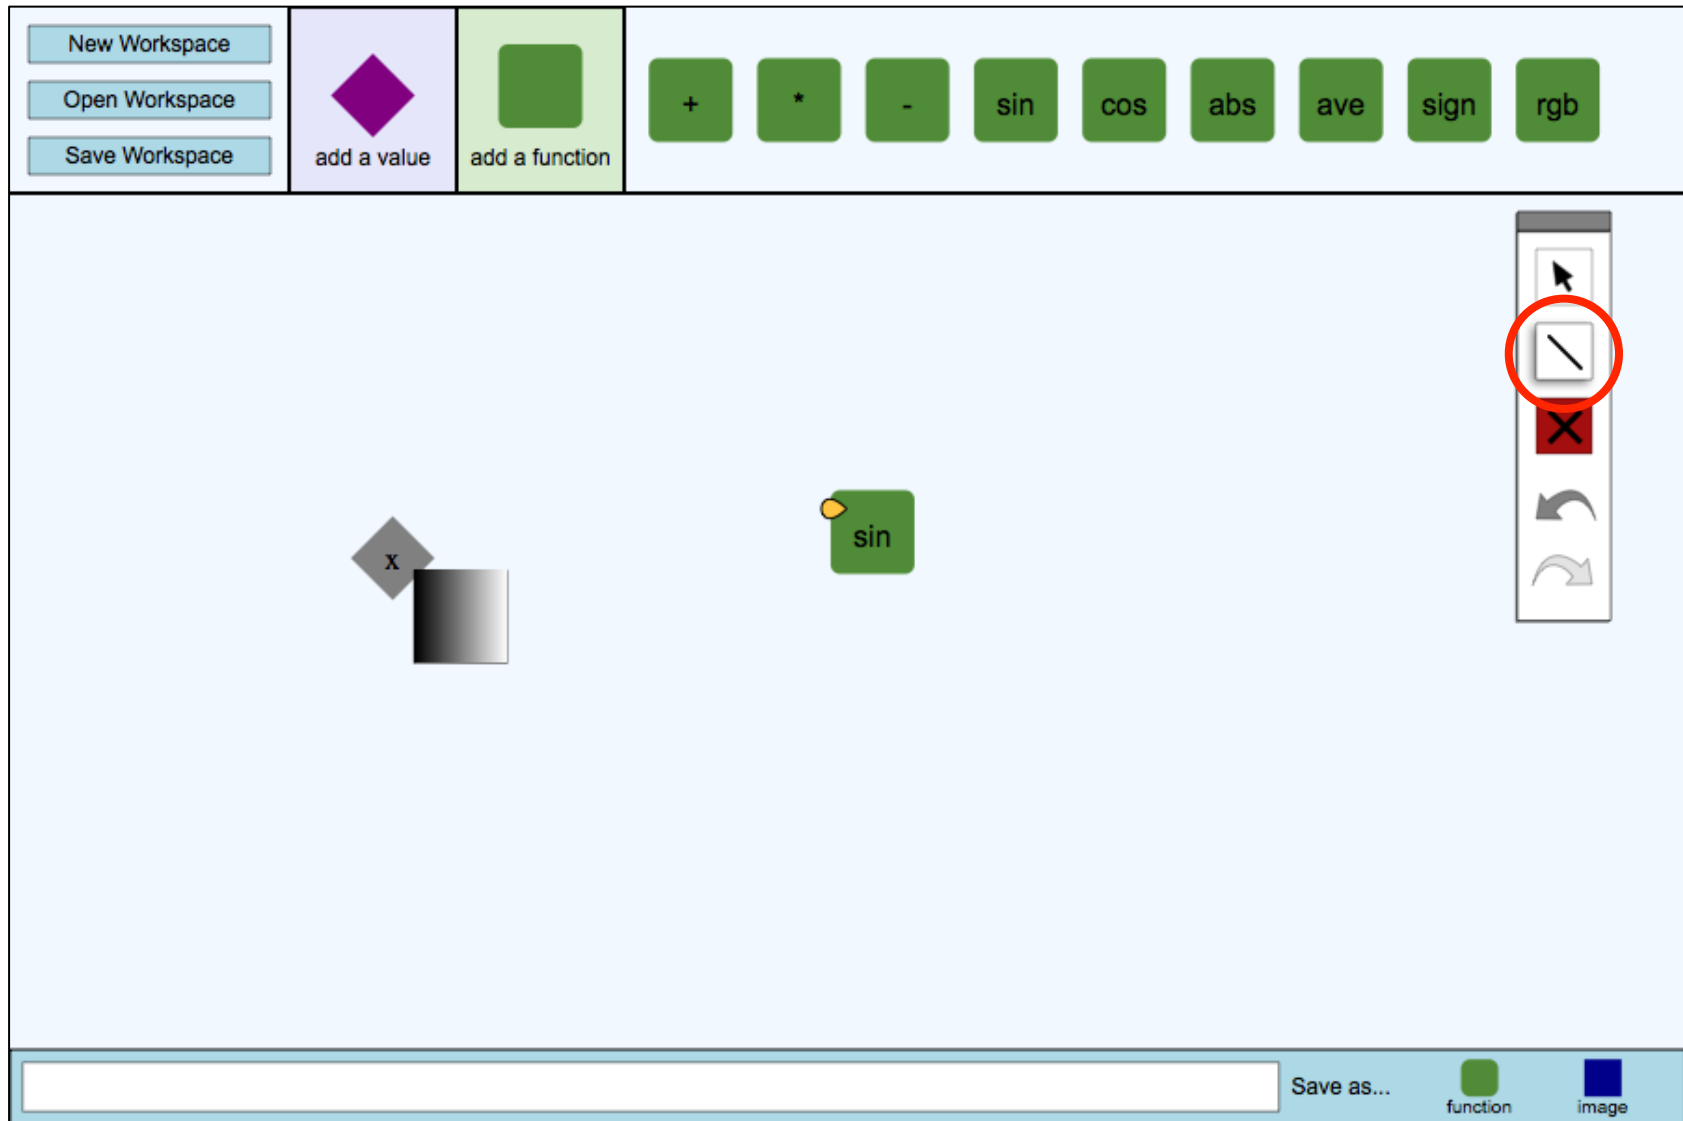 New Workspace
Open Workspace
Save Workspace
add a value
add a function
+ * - sin cos abs ave sign rgb
x
sin
Save as...
function
image